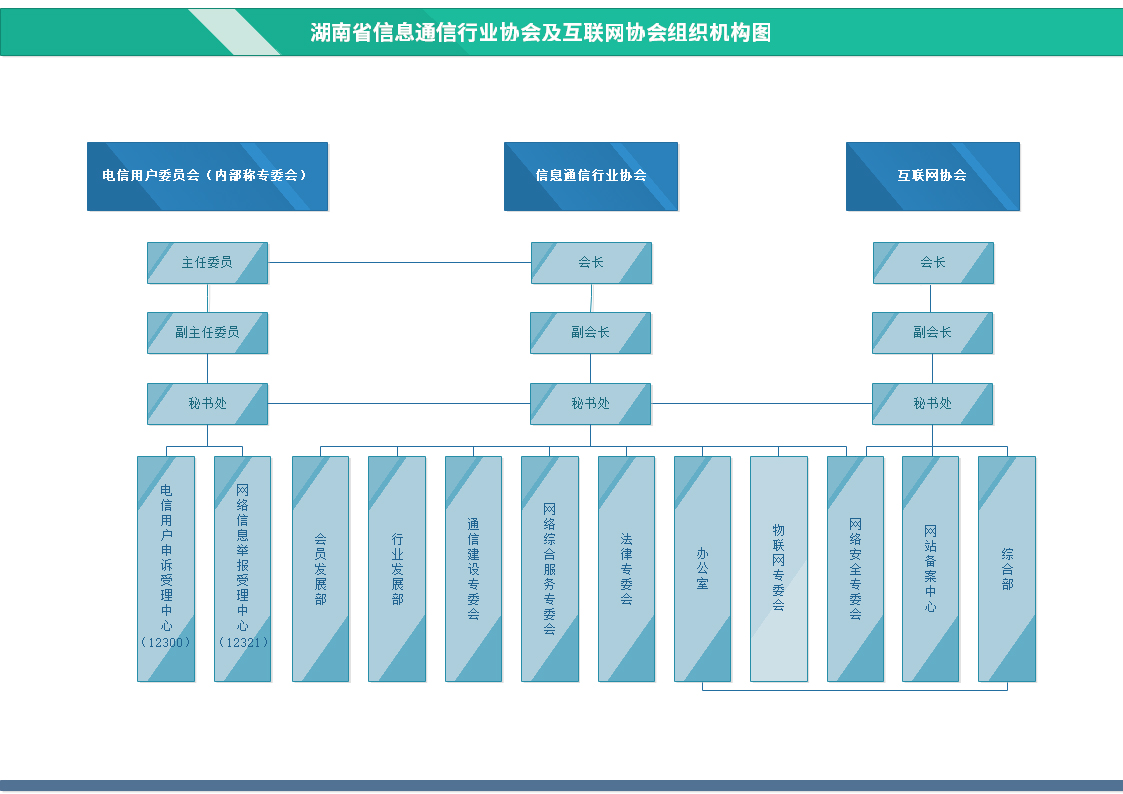 湖南省信息通信行业协会及互联网协会组织机构图
电信用户委员会（内部称专委会）
信息通信行业协会
互联网协会
主任委员
会长
会长
副主任委员
副会长
副会长
秘书处
秘书处
秘书处
电信用户申诉受理中心
（12300）
网络信息举报受理中心
（12321）
会员发展部
行业发展部
通信建设专委会
网络综合服务专委会
法律专委会
办公室
物联网专委会
网络安全专委会
网站备案中心
综合部